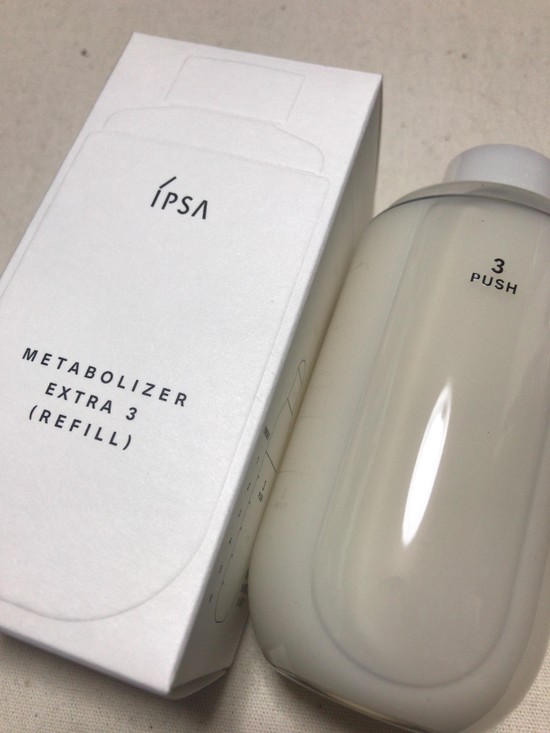 íPSA
METABOLIZER
EXTRA 3
(REFILL)
3
PUSH